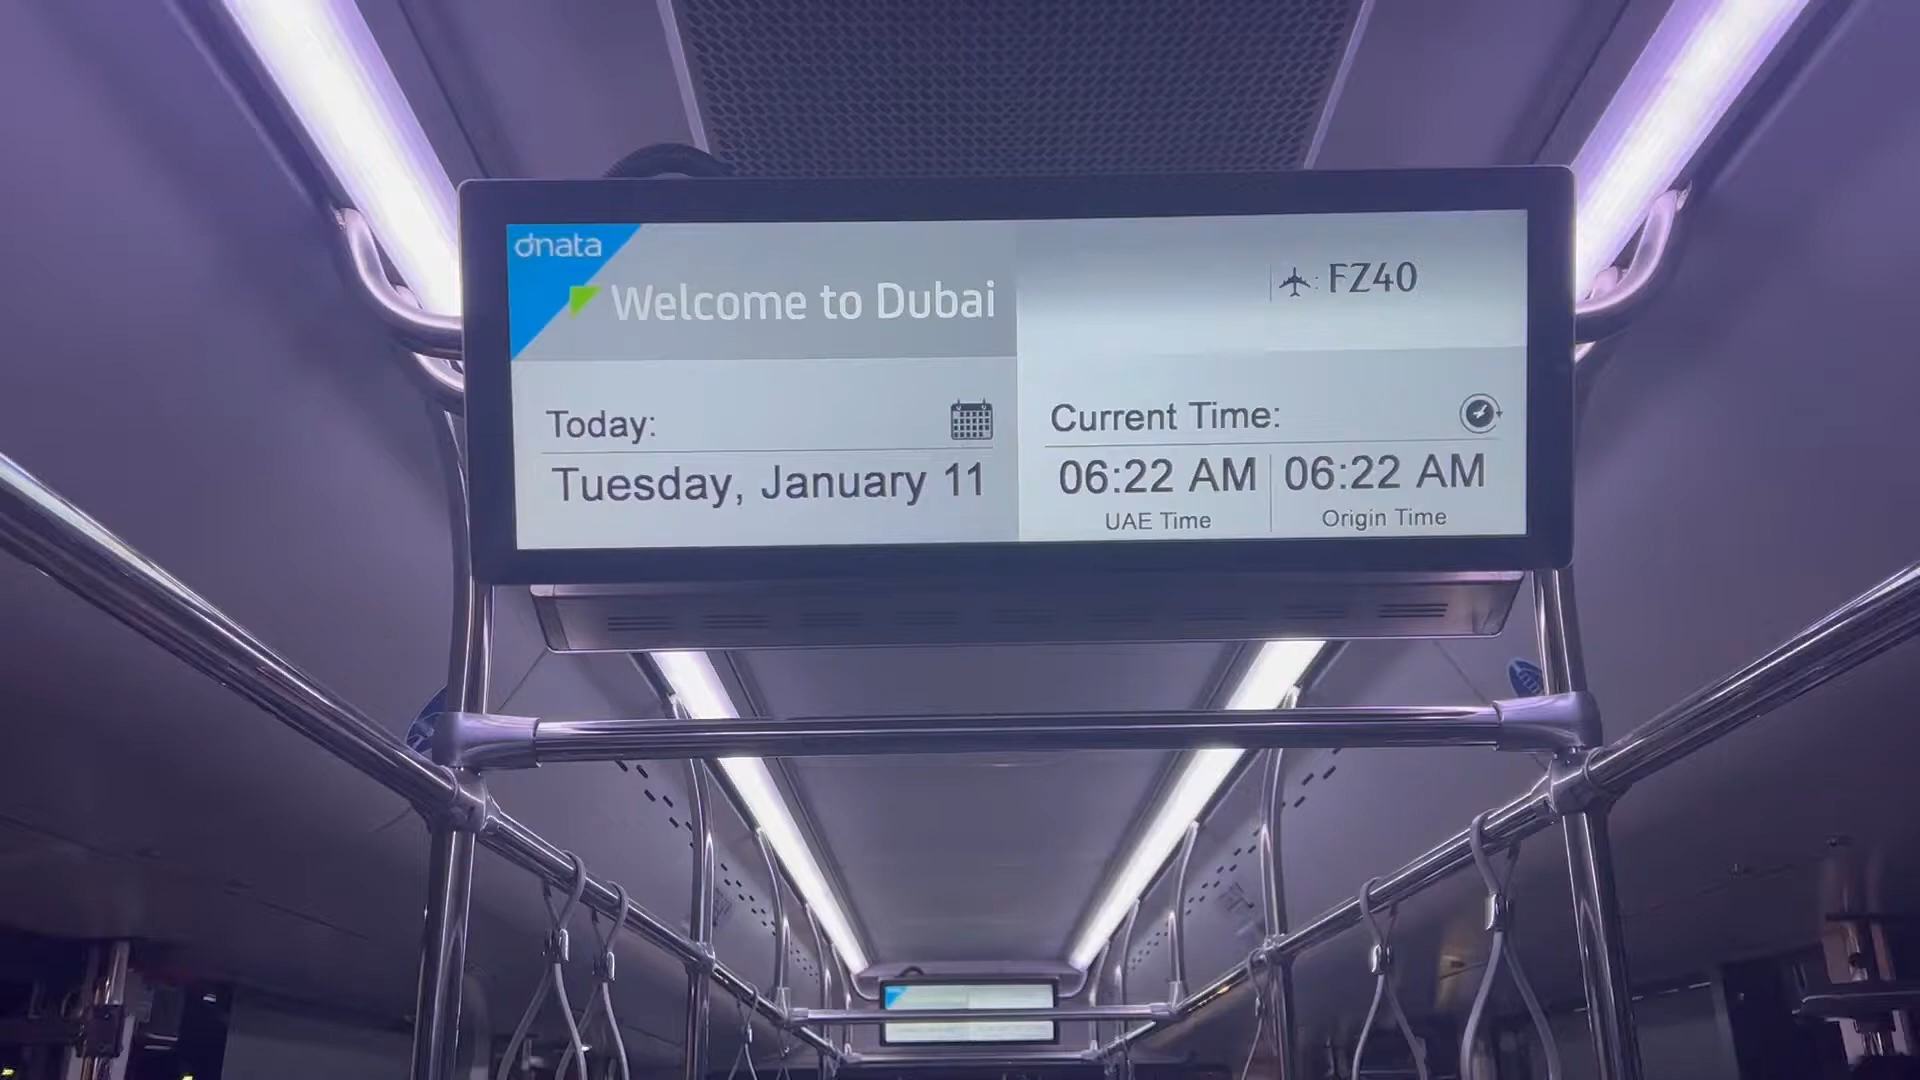 dnata
Welcome to Dubai
: FZ40
Today:
Tuesday, January 11
Current Time:
06:22 AM
06:22 AM
UAE Time
Origin Time